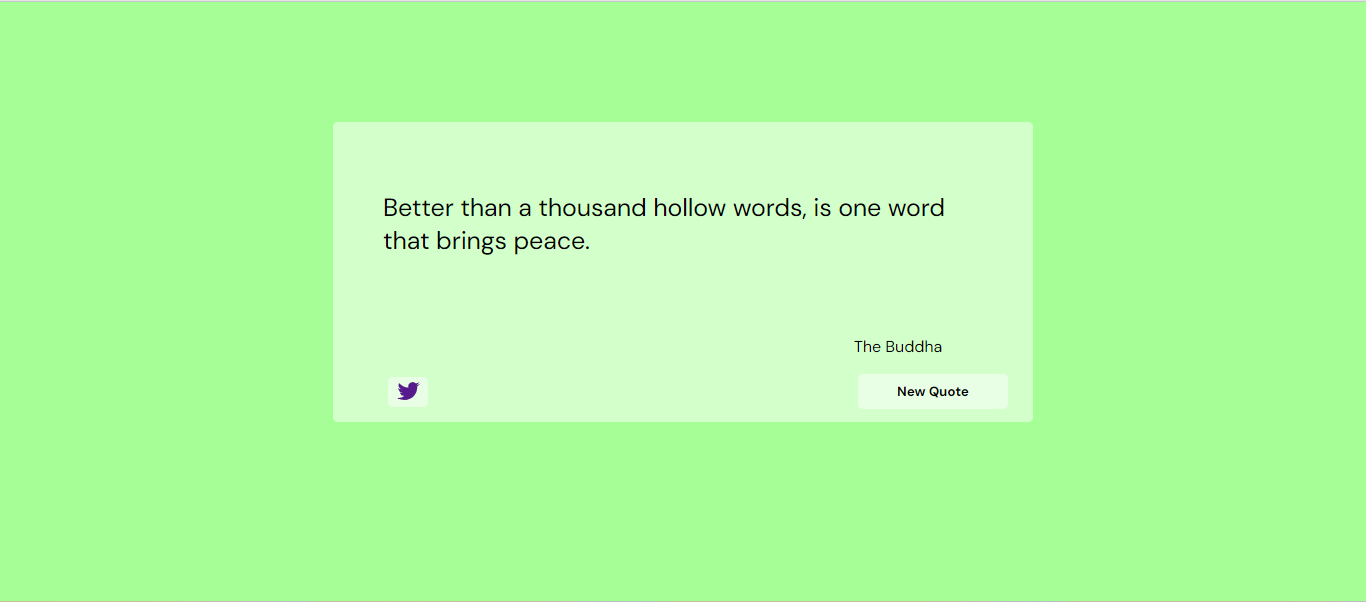 Better than a thousand hollow words, is one word
that brings peace.
The Buddha
New Quote